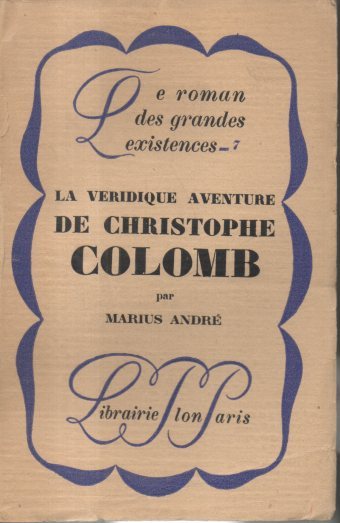 Le roman
des grandes
existences - 7
LA VERIDIQUE AVENTURE
DE CHRISTOPHE
COLOMB
par
MARIUS ANDRÉ
Librairie Plon Paris